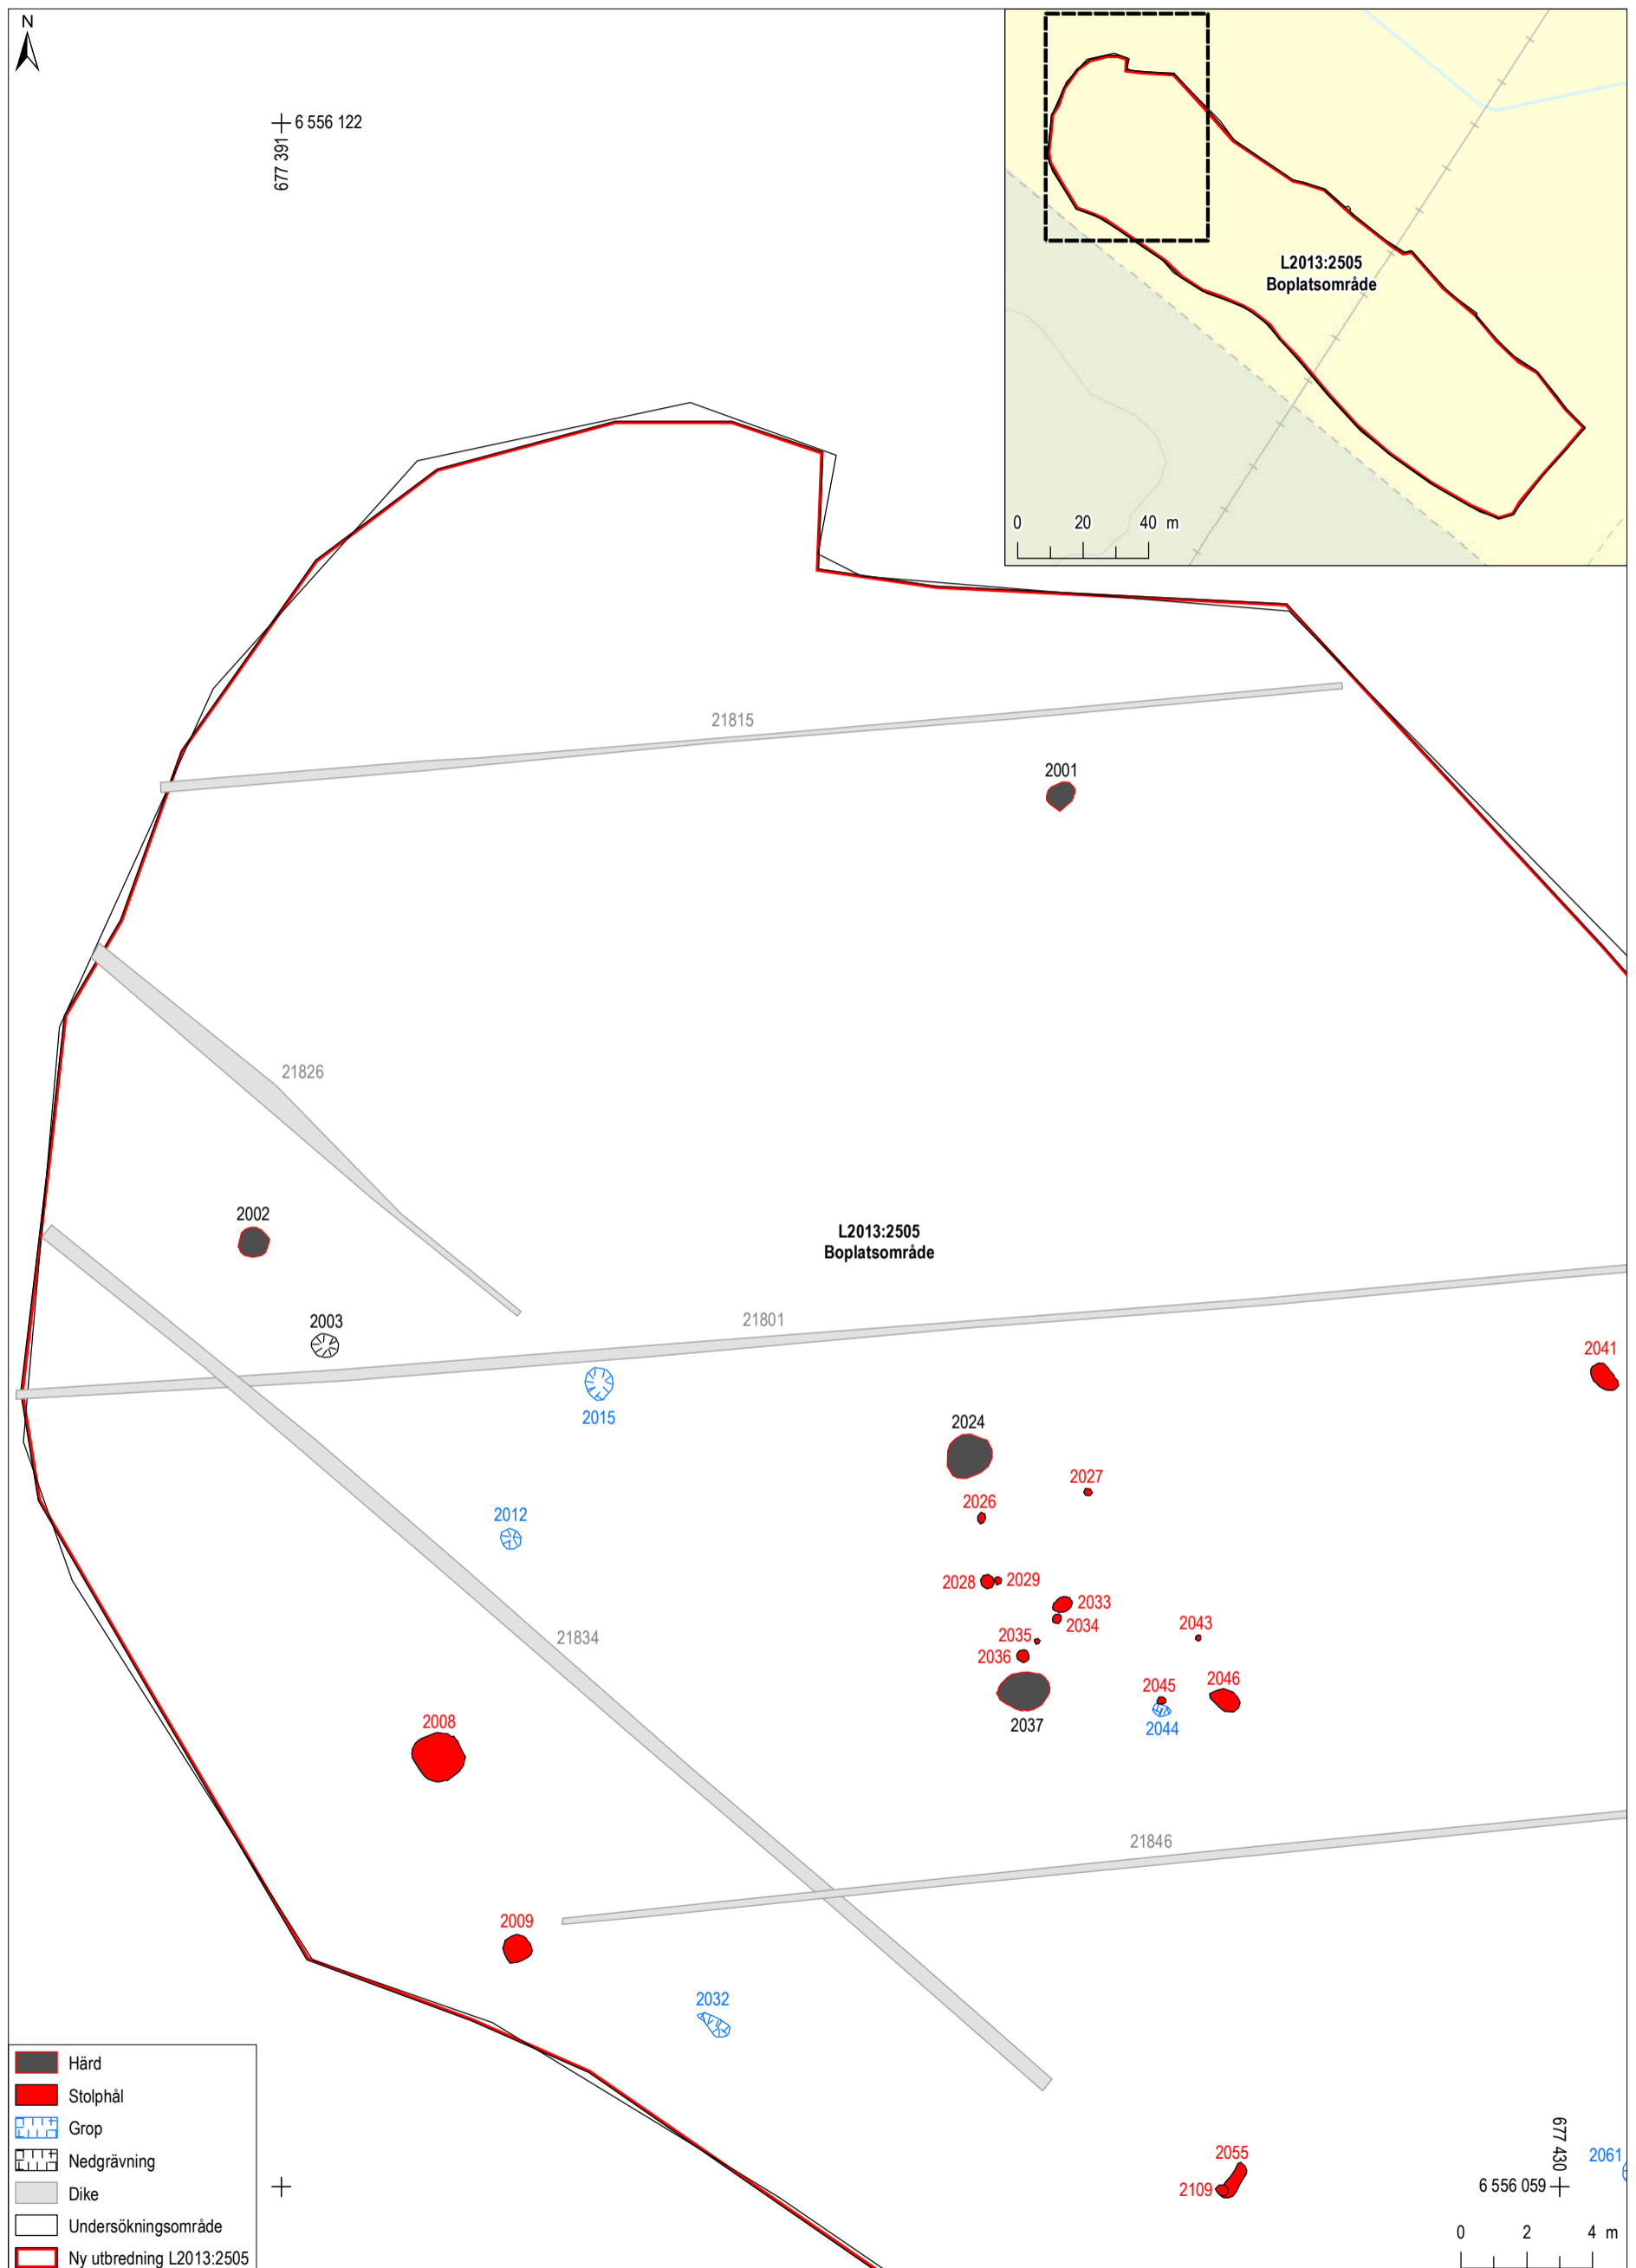 N
6 556 122
677 391
L2013:2505
Boplatsområde
0 20 40 m
21815
2001
21826
2002
L2013:2505
Boplatsområde
2003
21801
2041
2015
2024
2027
2026
2012
2028
2029
2033
2034
2043
2035
2036
21834
2045
2046
2037
2044
2008
21846
2009
2032
Härd
Stolphål
Grop
Nedgrävning
Dike
Undersökningsområde
Ny utbredning L2013:2505
2055
2109
677 430
2061
6 556 059
0 2 4 m